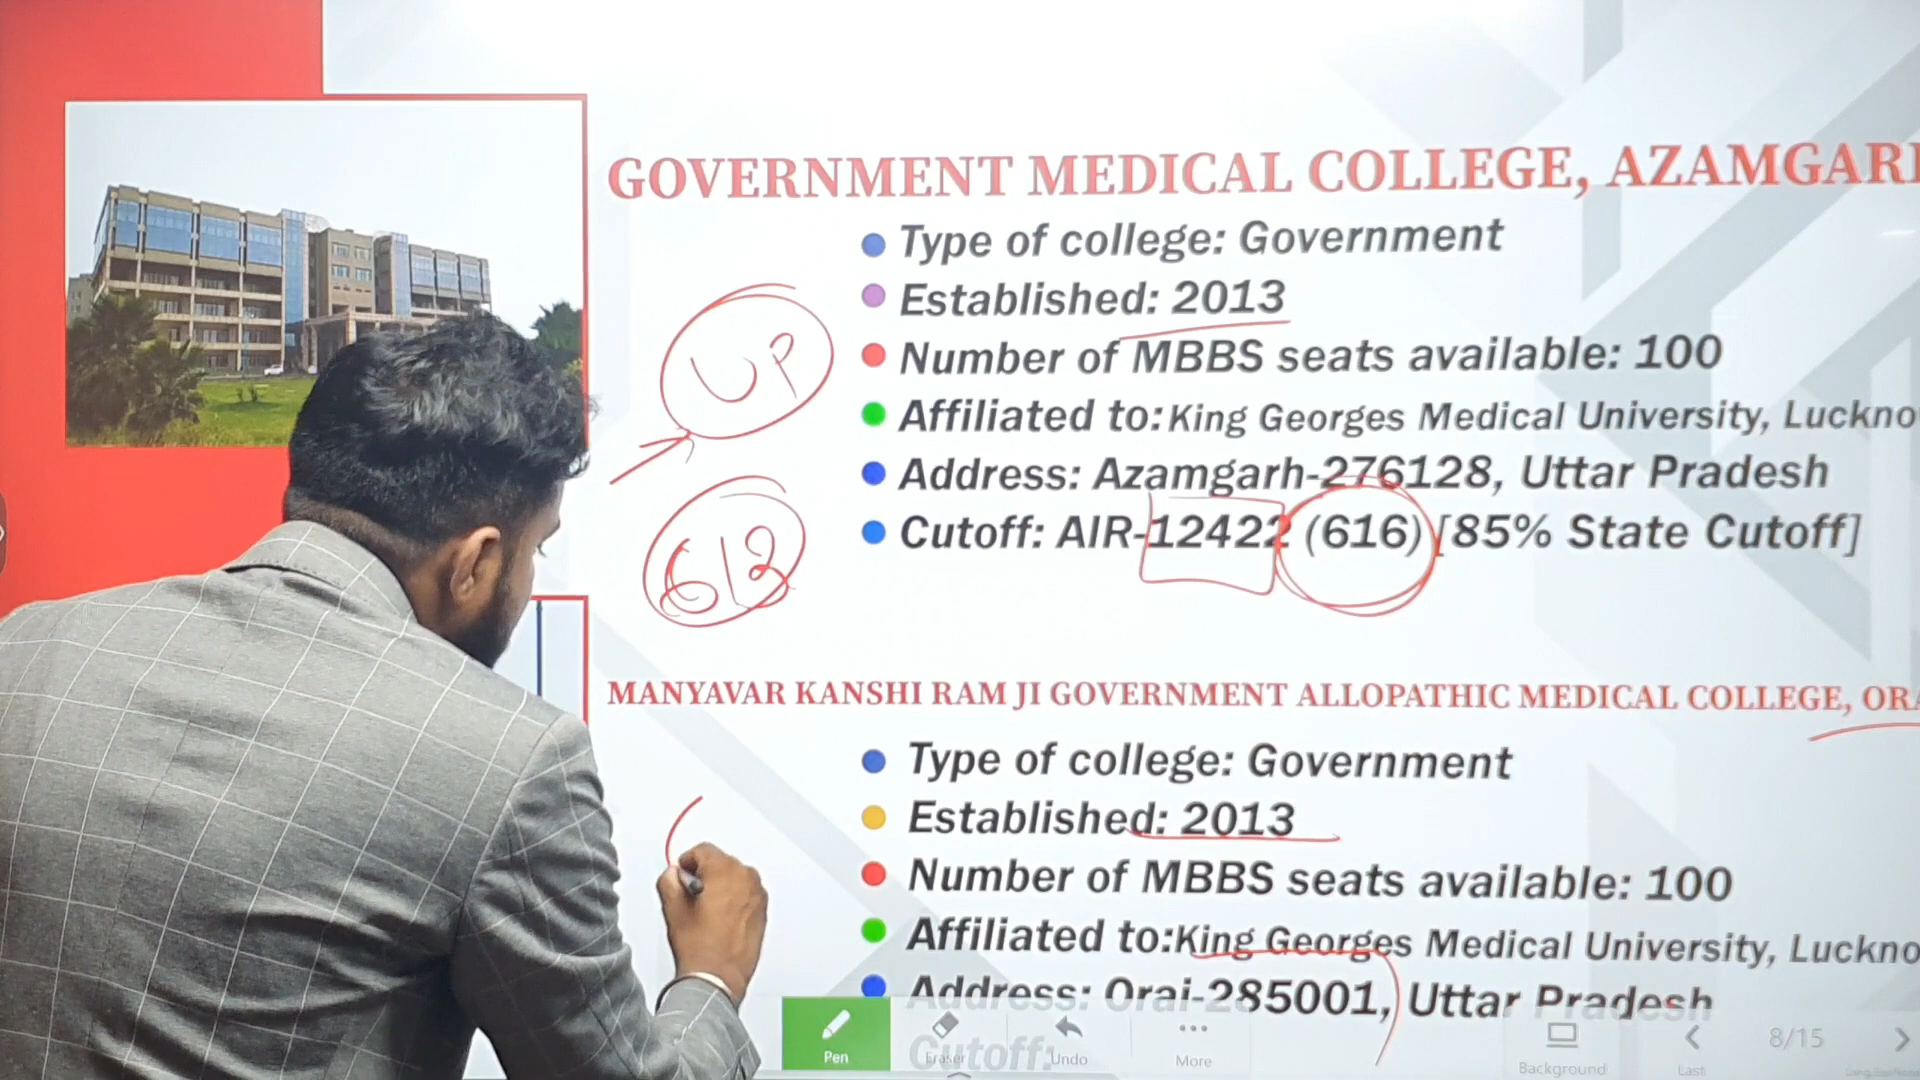 GOVERNMENT MEDICAL COLLEGE, AZAMGAR
Type of college: Government
Established: 2013
UP
Number of MBBS seats available: 100
Affiliated to: King Georges Medical University, Luckno
Address: Azamgarh-276128, Uttar Pradesh
613
Cutoff: AIR-12422 (616) [85% State Cutoff]
MANYAVAR KANSHI RAM JI GOVERNMENT ALLOPATHIC MEDICAL COLLEGE, ORA
Type of college: Government
Established: 2013
Number of MBBS seats available: 100
Affiliated to: King Georges Medical University, Luckno
Address: Orai-285001, Uttar Pradesh
Cutoff:
Pen
Eraser
Undo
More
Background
Last
8/15